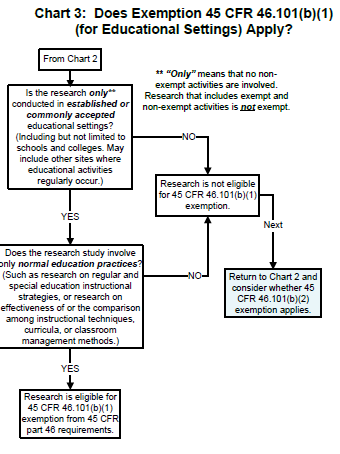 Chart 3: Does Exemption 45 CFR 46.101(b)(1)
(for Educational Settings) Apply?
From Chart 2
** “Only” means that no non-
exempt activities are involved.
Research that includes exempt and
non-exempt activities is not exempt.
Is the research only**
conducted in established or
commonly accepted
educational settings?
(Including but not limited to
schools and colleges. May
include other sites where
educational activities
regularly occur.)
NO
Research is not eligible
for 45 CFR 46.101(b)(1)
exemption.
YES
Next
Does the research study involve
only normal education practices?
(Such as research on regular and
special education instructional
strategies, or research on
effectiveness of or the comparison
among instructional techniques,
curricula, or classroom
management methods.)
NO
Return to Chart 2 and
consider whether 45
CFR 46.101(b)(2)
exemption applies.
YES
Research is eligible for
45 CFR 46.101(b)(1)
exemption from 45 CFR
part 46 requirements.